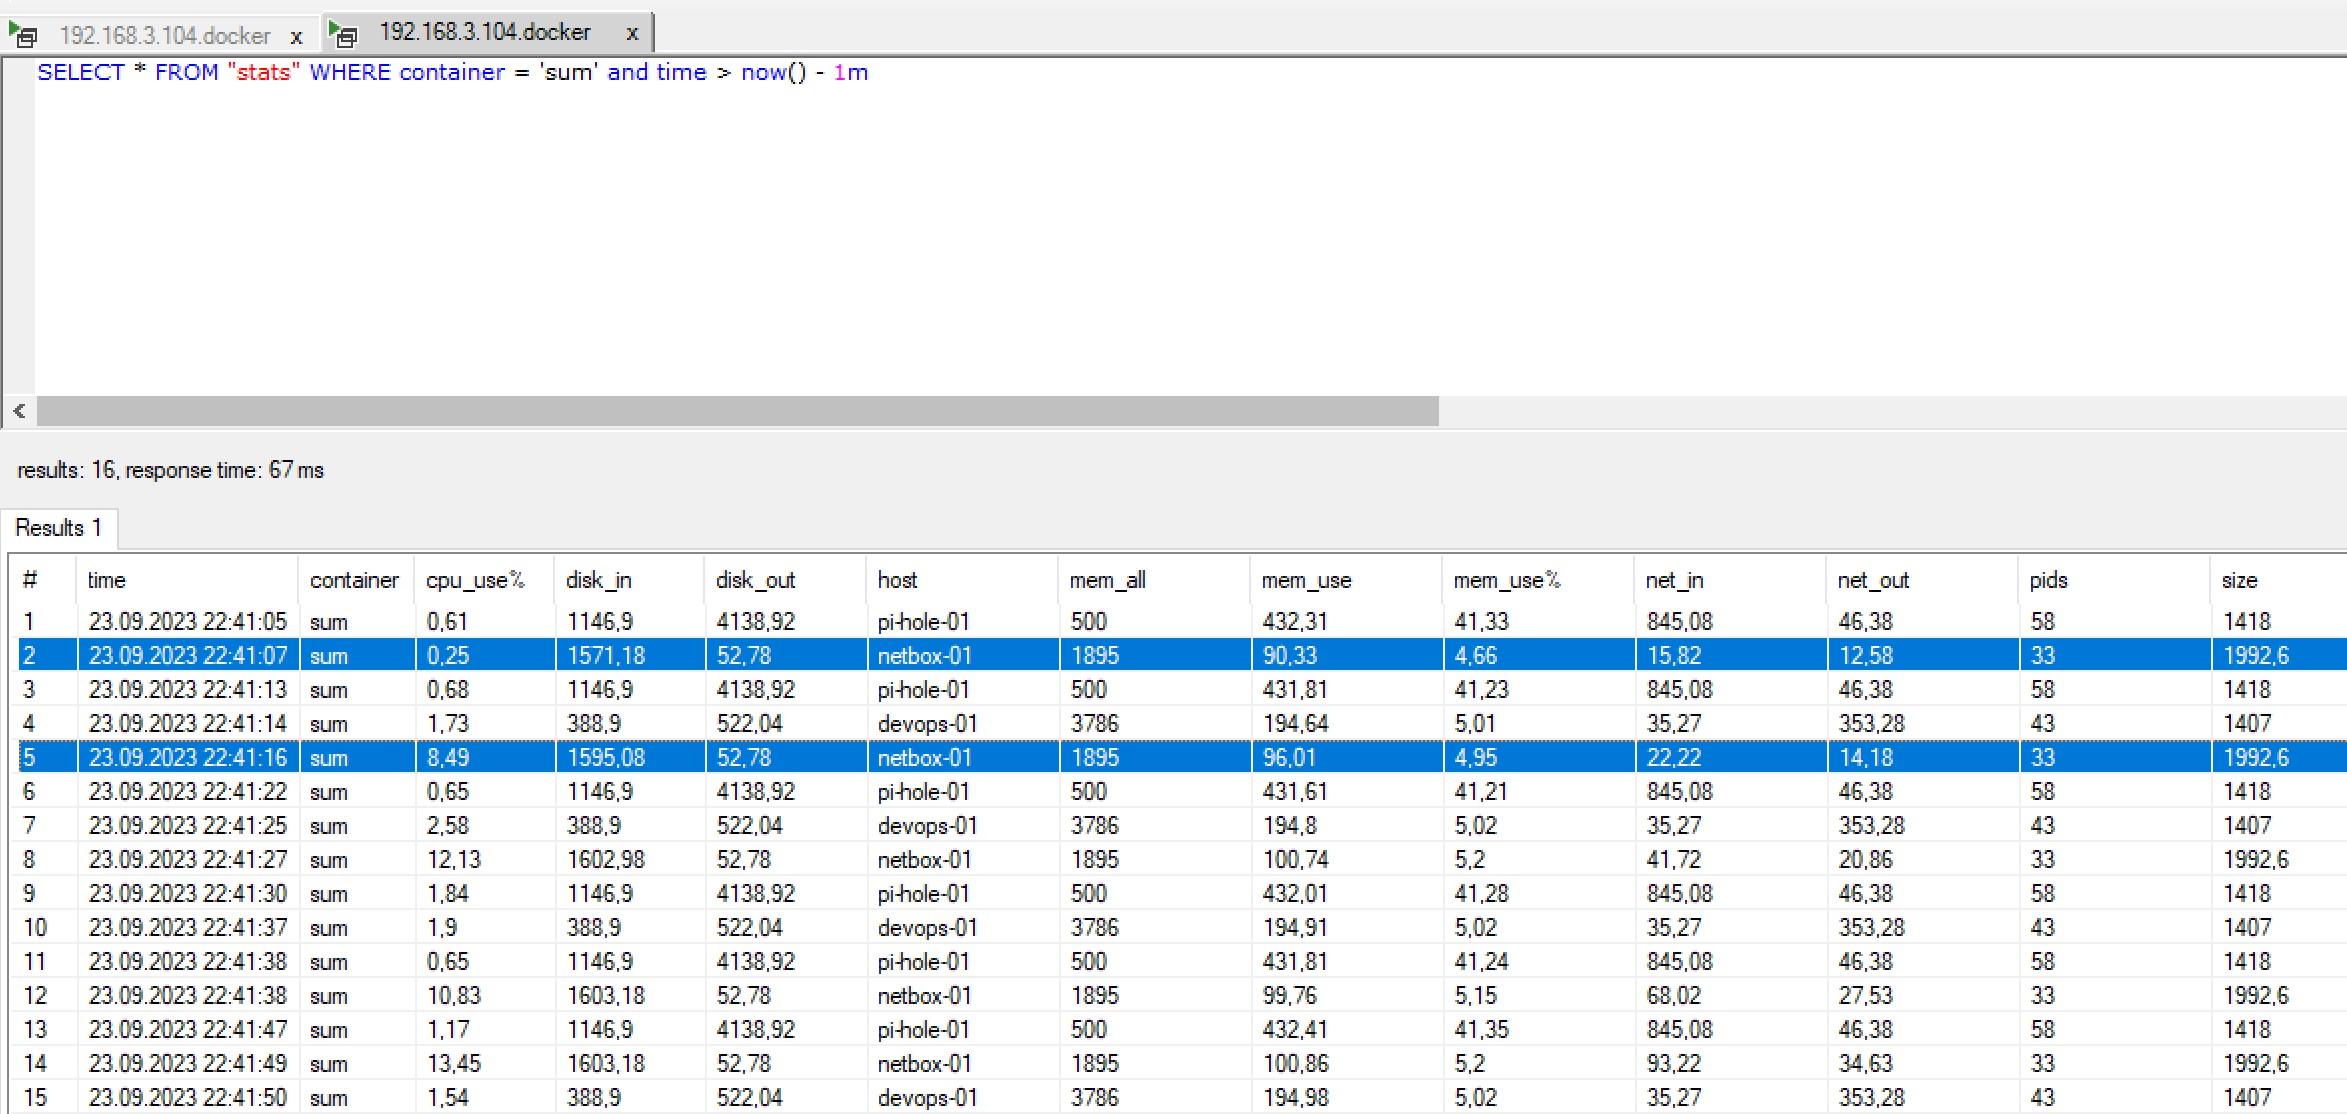 192.168.3.104.docker x 192.168.3.104.docker x
SELECT * FROM "stats" WHERE container = 'sum' and time > now() - 1m
results: 16, response time: 67 ms
Results 1
# time container cpu_use% disk_in disk_out host mem_all mem_use mem_use% net_in net_out pids size
1 23.09.2023 22:41:05 sum 0,61 1146,9 4138,92 pi-hole-01 500 432,31 41,33 845,08 46,38 58 1418
2 23.09.2023 22:41:07 sum 0,25 1571,18 52,78 netbox-01 1895 90,33 4,66 15,82 12,58 33 1992,6
3 23.09.2023 22:41:13 sum 0,68 1146,9 4138,92 pi-hole-01 500 431,81 41,23 845,08 46,38 58 1418
4 23.09.2023 22:41:14 sum 1,73 388,9 522,04 devops-01 3786 194,64 5,01 35,27 353,28 43 1407
5 23.09.2023 22:41:16 sum 8,49 1595,08 52,78 netbox-01 1895 96,01 4,95 22,22 14,18 33 1992,6
6 23.09.2023 22:41:22 sum 0,65 1146,9 4138,92 pi-hole-01 500 431,61 41,21 845,08 46,38 58 1418
7 23.09.2023 22:41:25 sum 2,58 388,9 522,04 devops-01 3786 194,8 5,02 35,27 353,28 43 1407
8 23.09.2023 22:41:27 sum 12,13 1602,98 52,78 netbox-01 1895 100,74 5,2 41,72 20,86 33 1992,6
9 23.09.2023 22:41:30 sum 1,84 1146,9 4138,92 pi-hole-01 500 432,01 41,28 845,08 46,38 58 1418
10 23.09.2023 22:41:37 sum 1,9 388,9 522,04 devops-01 3786 194,91 5,02 35,27 353,28 43 1407
11 23.09.2023 22:41:38 sum 0,65 1146,9 4138,92 pi-hole-01 500 431,81 41,24 845,08 46,38 58 1418
12 23.09.2023 22:41:38 sum 10,83 1603,18 52,78 netbox-01 1895 99,76 5,15 68,02 27,53 33 1992,6
13 23.09.2023 22:41:47 sum 1,17 1146,9 4138,92 pi-hole-01 500 432,41 41,35 845,08 46,38 58 1418
14 23.09.2023 22:41:49 sum 13,45 1603,18 52,78 netbox-01 1895 100,86 5,2 93,22 34,63 33 1992,6
15 23.09.2023 22:41:50 sum 1,54 388,9 522,04 devops-01 3786 194,98 5,02 35,27 353,28 43 1407